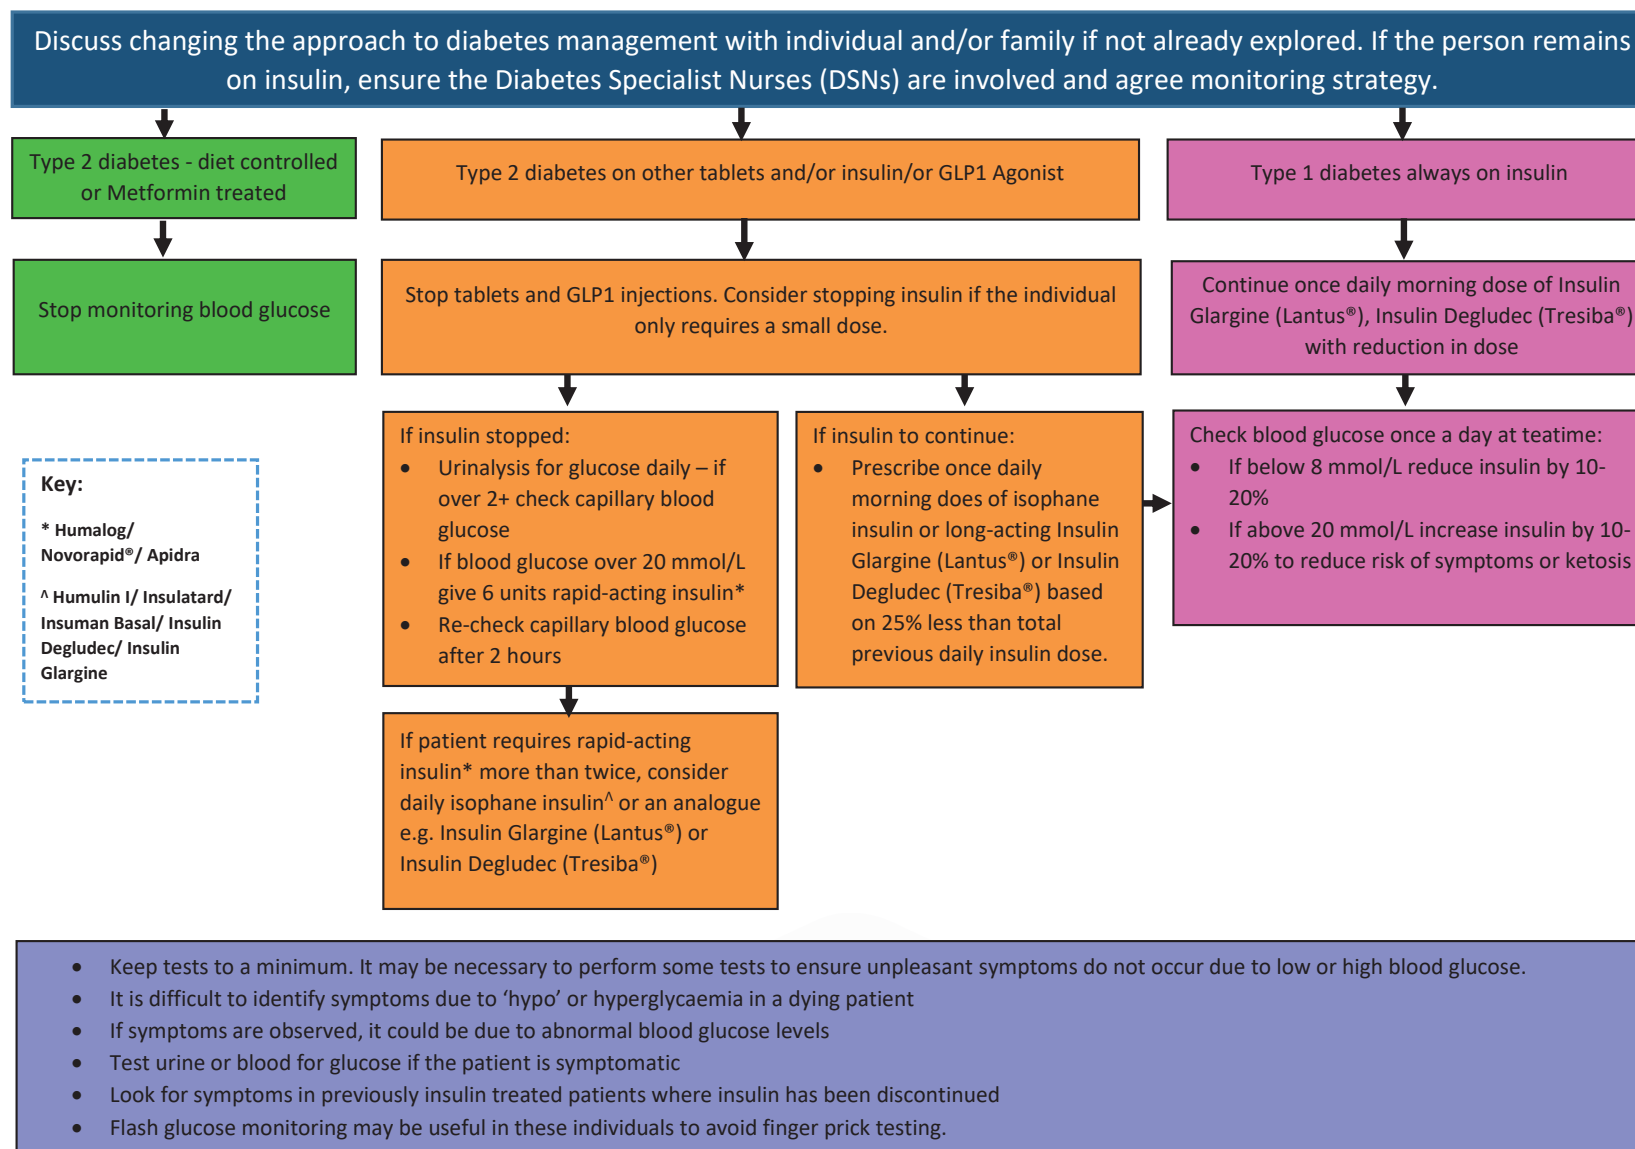 Discuss changing the approach to diabetes management with individual and/or family if not already explored. If the person remains
on insulin, ensure the Diabetes Specialist Nurses (DSNs) are involved and agree monitoring strategy.
Type 2 diabetes - diet controlled
or Metformin treated
Type 2 diabetes on other tablets and/or insulin/or GLP1 Agonist
Type 1 diabetes always on insulin
Stop monitoring blood glucose
Stop tablets and GLP1 injections. Consider stopping insulin if the individual
only requires a small dose.
Continue once daily morning dose of Insulin
Glargine (Lantus®), Insulin Degludec (Tresiba®)
with reduction in dose
Key:
* Humalog/
Novorapid®/ Apidra
^ Humulin I/ Insulatard/
Insuman Basal/ Insulin
Degludec/ Insulin
Glargine
If insulin stopped:
• Urinalysis for glucose daily – if
over 2+ check capillary blood
glucose
• If blood glucose over 20 mmol/L
give 6 units rapid-acting insulin*
• Re-check capillary blood glucose
after 2 hours
If insulin to continue:
• Prescribe once daily
morning does of isophane
insulin or long-acting Insulin
Glargine (Lantus®) or Insulin
Degludec (Tresiba®) based
on 25% less than total
previous daily insulin dose.
Check blood glucose once a day at teatime:
• If below 8 mmol/L reduce insulin by 10-
20%
• If above 20 mmol/L increase insulin by 10-
20% to reduce risk of symptoms or ketosis
If patient requires rapid-acting
insulin* more than twice, consider
daily isophane insulin^ or an analogue
e.g. Insulin Glargine (Lantus®) or
Insulin Degludec (Tresiba®)
• Keep tests to a minimum. It may be necessary to perform some tests to ensure unpleasant symptoms do not occur due to low or high blood glucose.
• It is difficult to identify symptoms due to ‘hypo’ or hyperglycaemia in a dying patient
• If symptoms are observed, it could be due to abnormal blood glucose levels
• Test urine or blood for glucose if the patient is symptomatic
• Look for symptoms in previously insulin treated patients where insulin has been discontinued
• Flash glucose monitoring may be useful in these individuals to avoid finger prick testing.